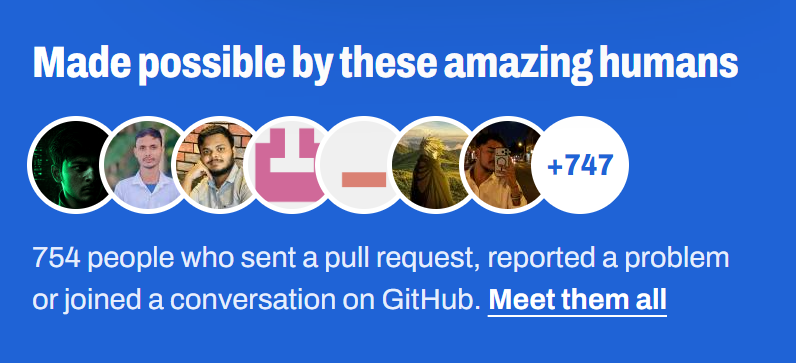 Made possible by these amazing humans
+747
754 people who sent a pull request, reported a problem
or joined a conversation on GitHub. Meet them all